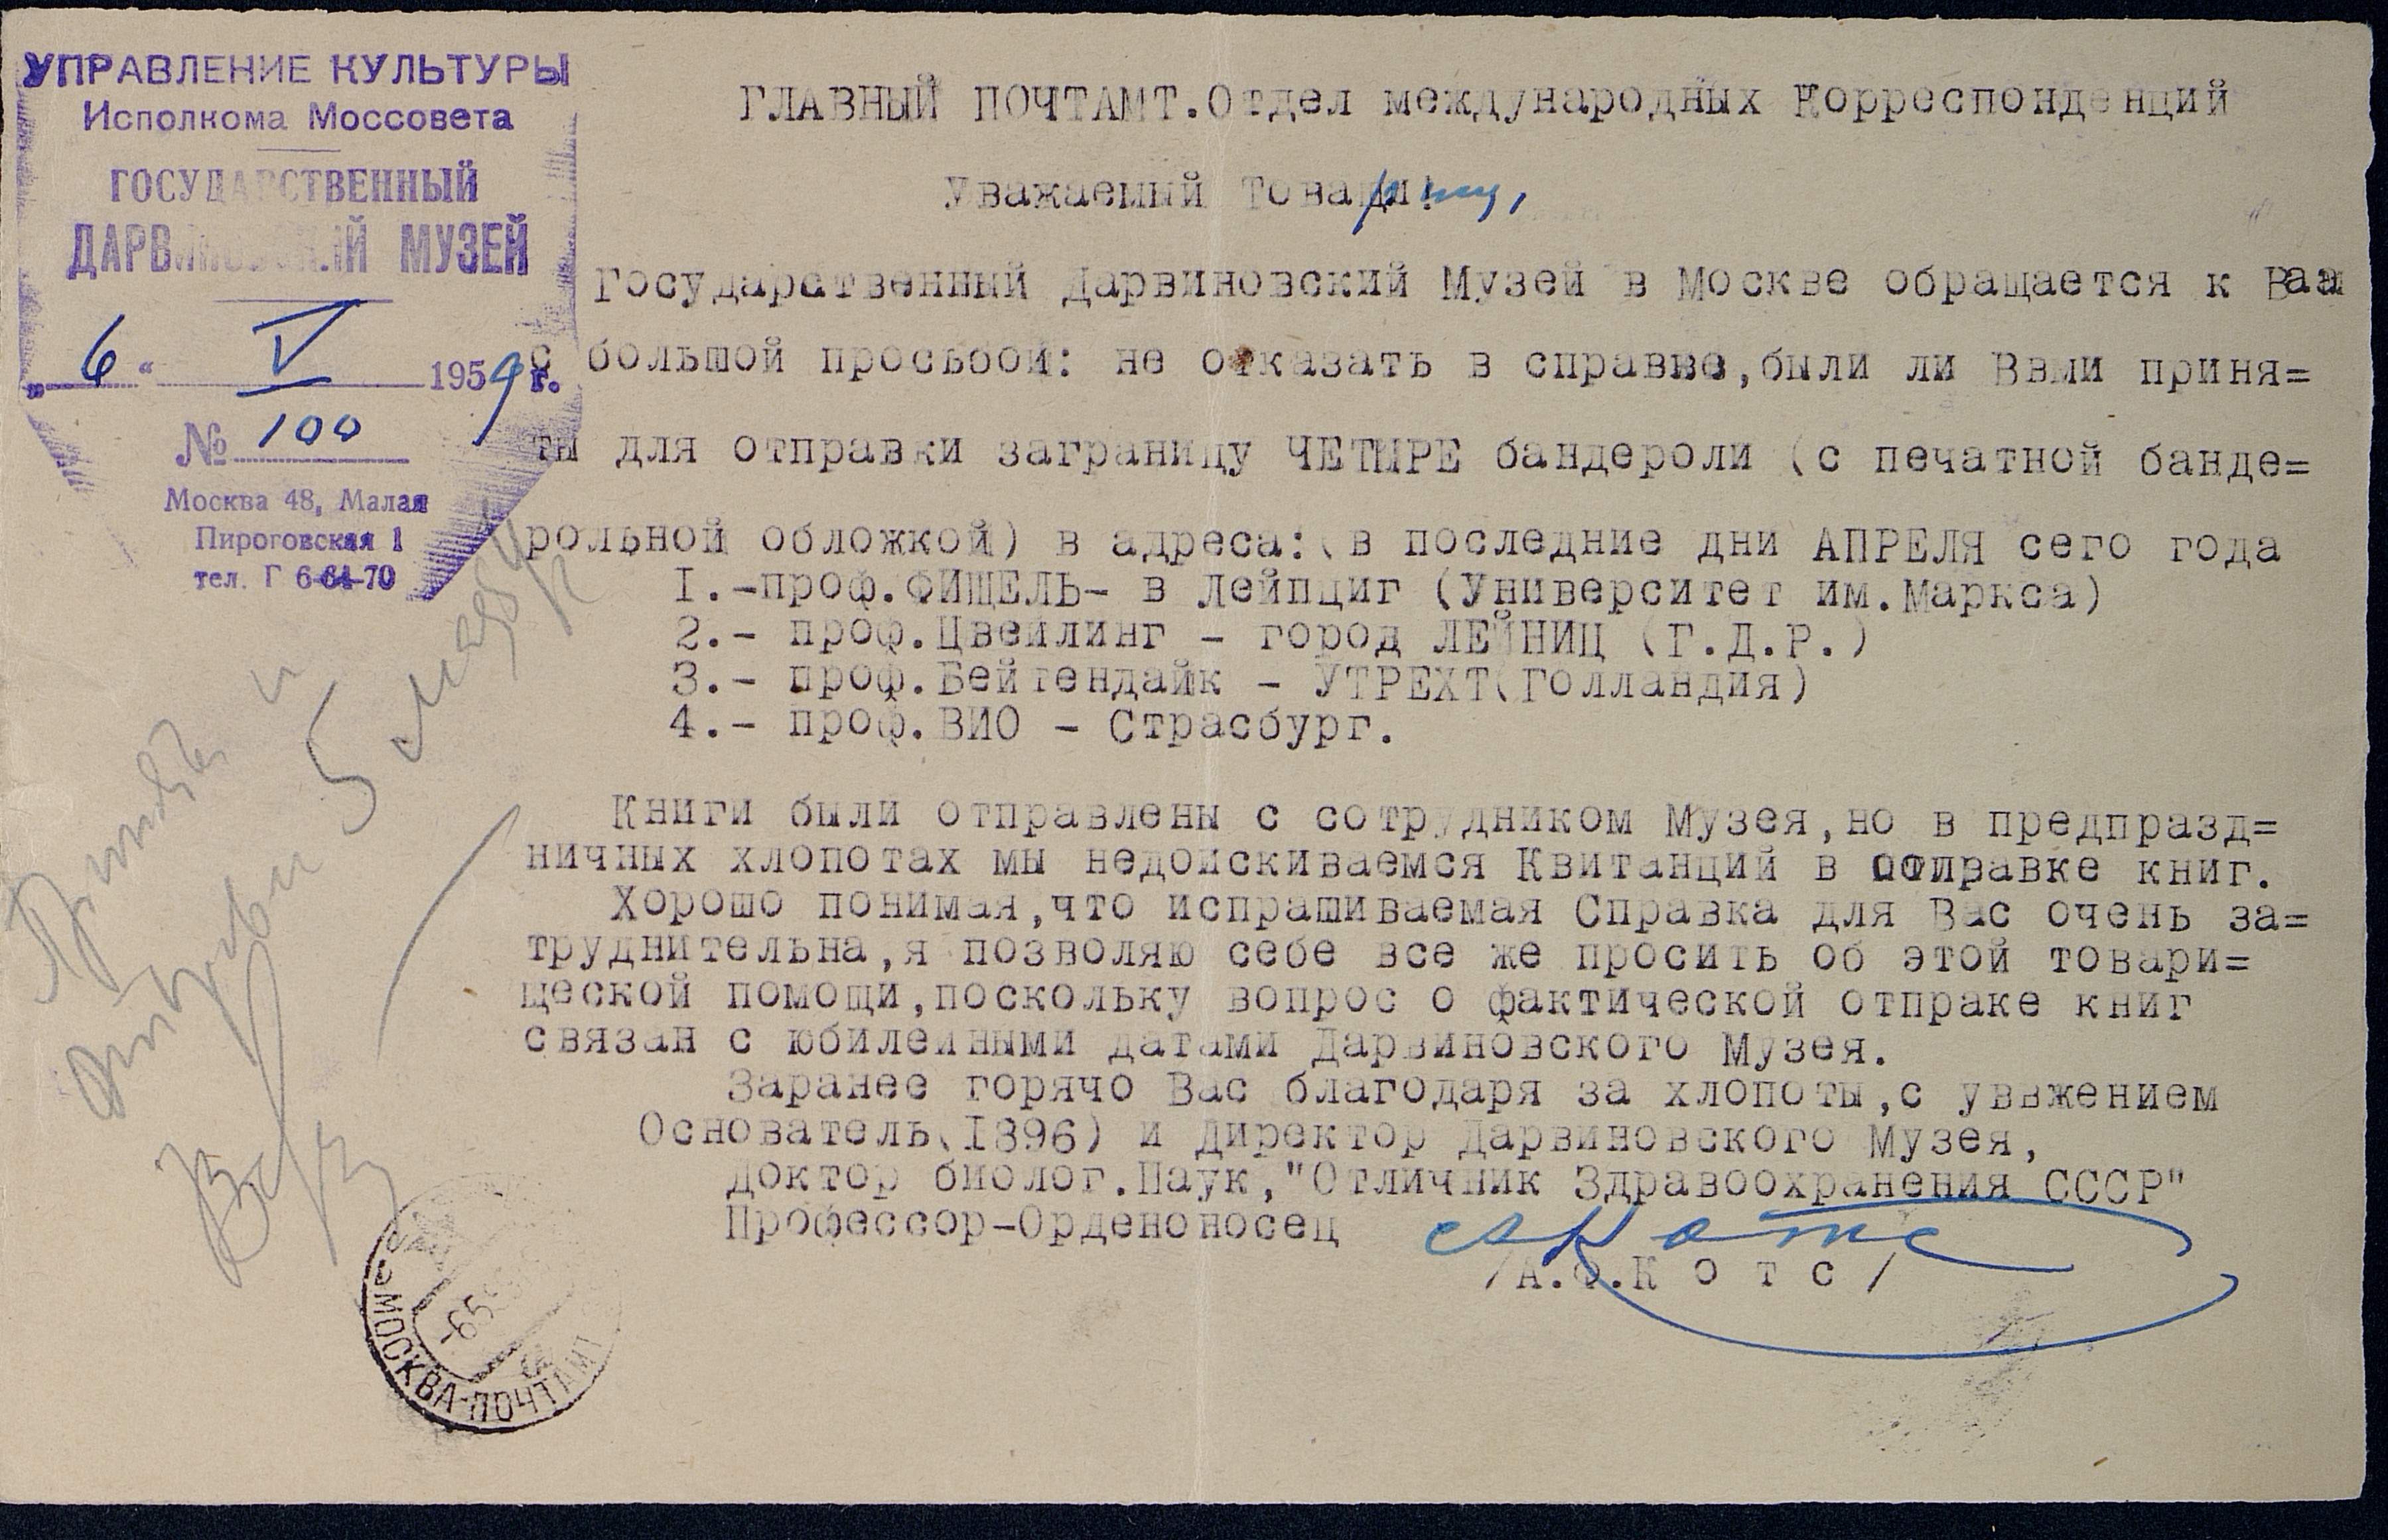 УПРАВЛЕНИЕ КУЛЬТУРЫ
Исполкома Моссовета
ГОСУДАРСТВЕННЫЙ
ДАРВИНОВСКИЙ МУЗЕЙ
„6“ V 1959 г.
№ 100
Москва 48, Малая
Пироговская 1
тел. Г 6-64-70
ГЛАВНЫЙ ПОЧТАМТ.Отдел международных Корреспонденций
Уважаемый Товарищ,
Государственный Дарвиновский Музей в Москве обращается к Вам
с большой просьбой: не отказать в справке,были ли Ввми приня=
ты для отправки заграницу ЧЕТЫРЕ бандероли (с печатной банде=
рольной обложкой) в адреса:(в последние дни АПРЕЛЯ сего года
1.-проф.ФИШЕЛЬ- в Лейпциг (Университет им.Маркса)
2.- проф.Цвейлинг - город ЛЕЙНИЦ (Г.Д.Р.)
3.- проф.Бейтендайк - УТРЕХТ(Голландия)
4.- проф.ВИО - Страсбург.
Книги были отправлены с сотрудником Музея,но в предпразд=
ничных хлопотах мы недоискиваемся Квитанций в отправке книг.
Хорошо понимая,что испрашиваемая Справка для Вас очень за=
труднительна,я позволяю себе все же просить об этой товари=
щеской помощи,поскольку вопрос о фактической отпраке книг
связан с юбилейными датами Дарвиновского Музея.
Заранее горячо Вас благодаря за хлопоты,с уввжением
Основатель(1896) и Директор Дарвиновского Музея,
Доктор биолог.Наук,"Отличник Здравоохранения СССР"
Профессор-Орденоносец
/А.Ф.К о т с/
МОСКВА-ПОЧТАМТ